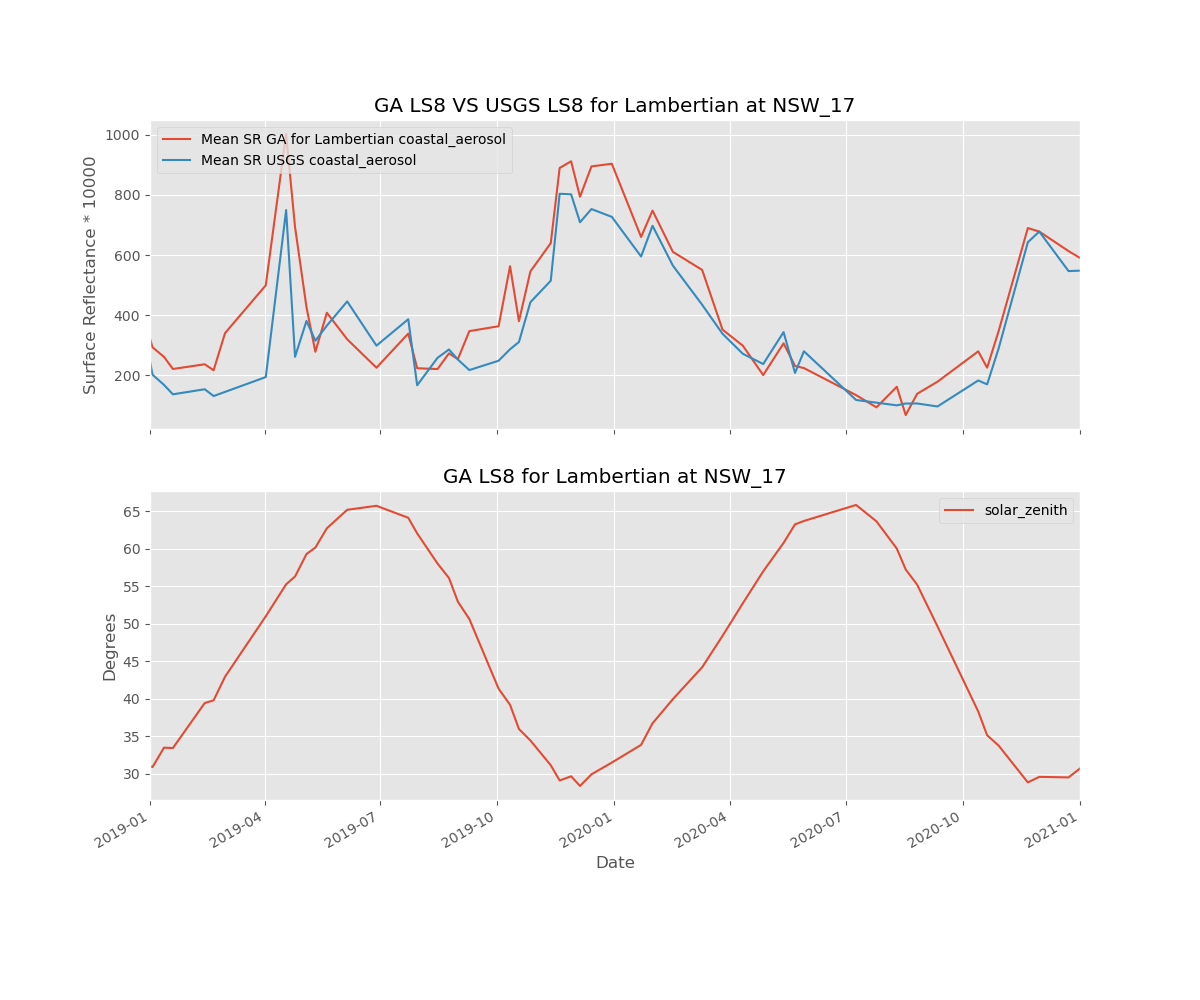 GA LS8 VS USGS LS8 for Lambertian at NSW_17
Mean SR GA for Lambertian coastal_aerosol
Mean SR USGS coastal_aerosol
Surface Reflectance * 10000
1000
800
600
400
200
GA LS8 for Lambertian at NSW_17
solar_zenith
Degrees
65
60
55
50
45
40
35
30
2019-01
2019-04
2019-07
2019-10
2020-01
2020-04
2020-07
2020-10
2021-01
Date